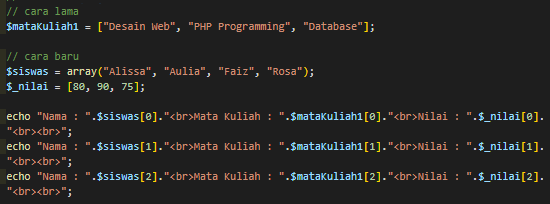 // cara lama
$mataKuliah1 = ["Desain Web", "PHP Programming", "Database"];
// cara baru
$siswas = array("Alissa", "Aulia", "Faiz", "Rosa");
$_nilai = [80, 90, 75];
echo "Nama : ".$siswas[0]."<br>Mata Kuliah : ".$mataKuliah1[0]."<br>Nilai : ".$_nilai[0].
"<br><br>";
echo "Nama : ".$siswas[1]."<br>Mata Kuliah : ".$mataKuliah1[1]."<br>Nilai : ".$_nilai[1].
"<br><br>";
echo "Nama : ".$siswas[2]."<br>Mata Kuliah : ".$mataKuliah1[2]."<br>Nilai : ".$_nilai[2].
"<br><br>";